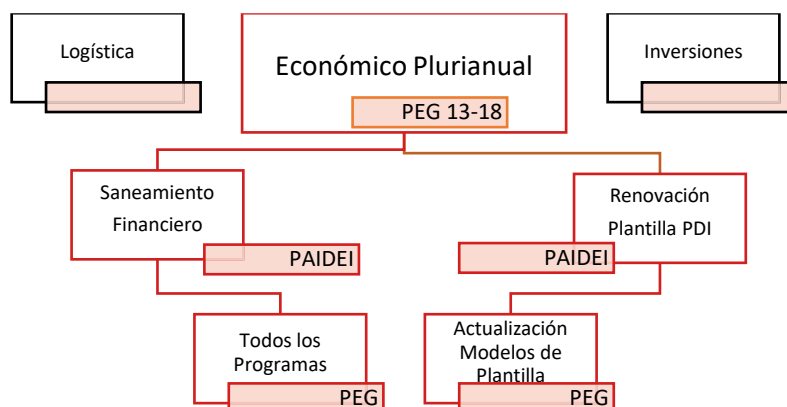 Logística
Económico Plurianual
PEG 13-18
Inversiones
Saneamiento
Financiero
PAIDEI
Renovación
Plantilla PDI
PAIDEI
Todos los
Programas
PEG
Actualización
Modelos de
Plantilla
PEG